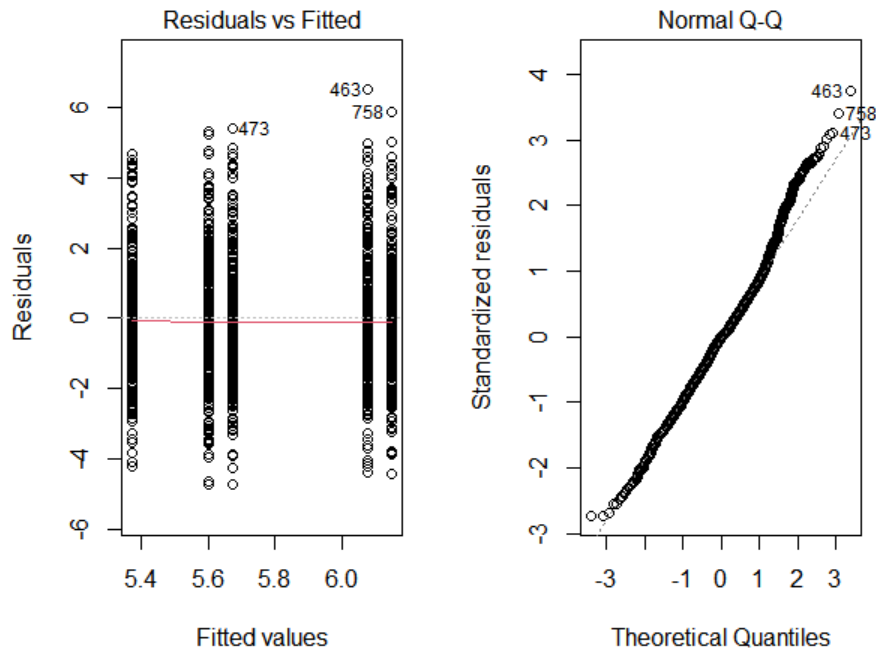 Residuals vs Fitted
Residuals
6
4
2
0
-2
-4
-6
463
758
473
5.4 5.6 5.8 6.0
Fitted values
Normal Q-Q
Standardized residuals
4
3
2
1
0
-1
-2
-3
463
758
473
-3 -1 0 1 2 3
Theoretical Quantiles